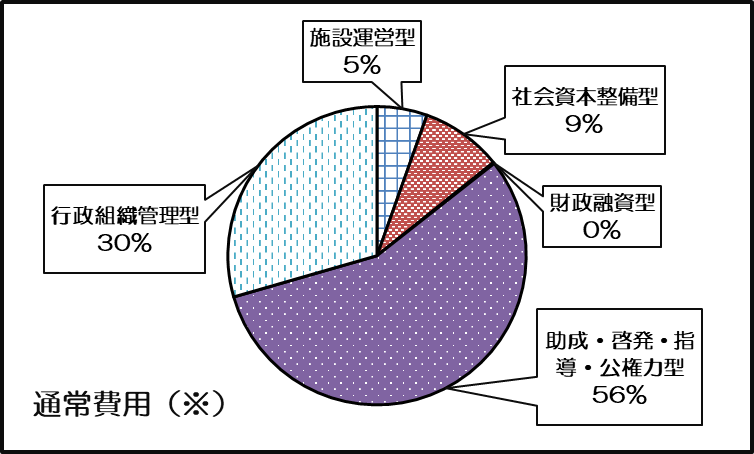 施設運営型
5%
社会資本整備型
9%
財政融資型
0%
助成・啓発・指
導・公権力型
56%
行政組織管理型
30%
通常費用（※）